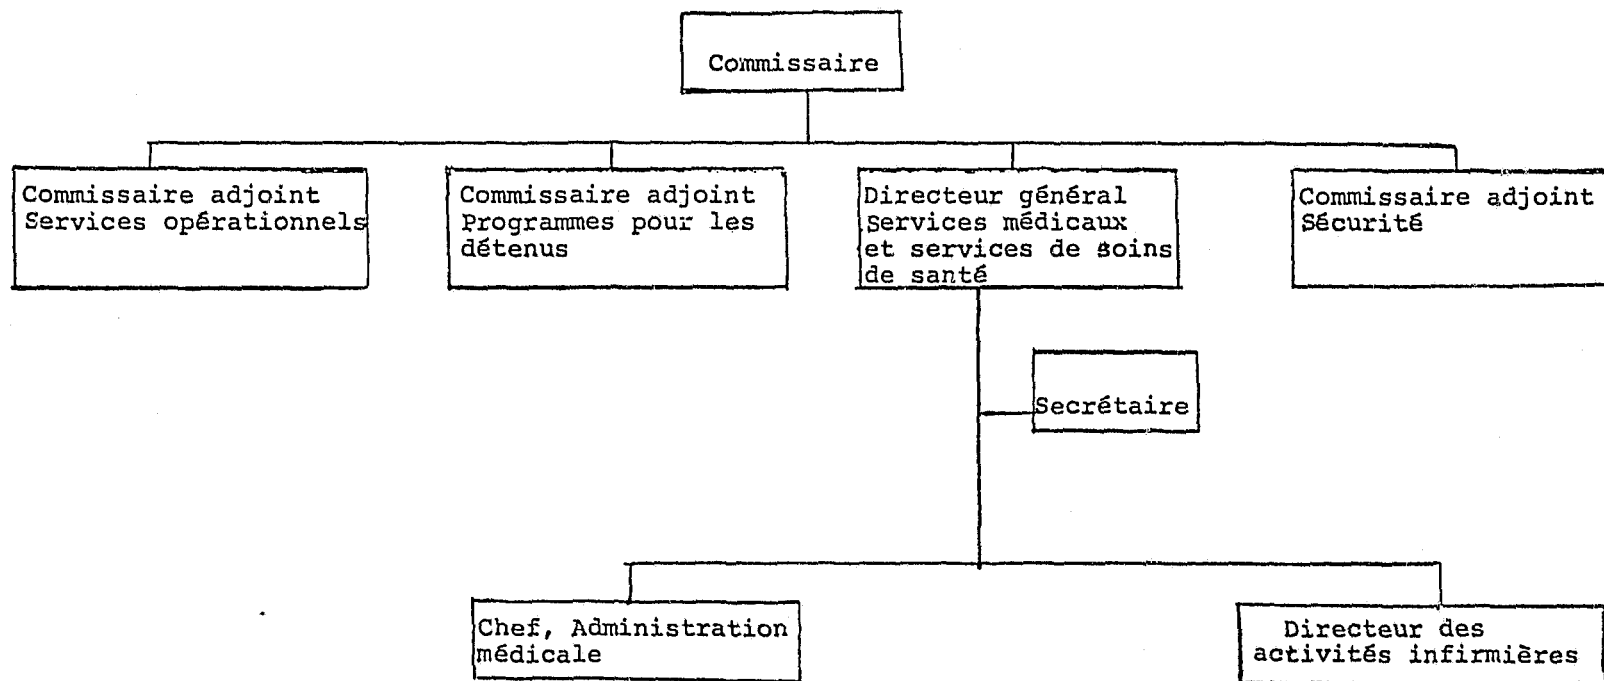 Commissaire
Commissaire adjoint
Services opérationnels
Commissaire adjoint
Programmes pour les
détenus
Directeur général
Services médicaux
et services de soins
de santé
Commissaire adjoint
Sécurité
Secrétaire
Chef, Administration
médicale
Directeur des
activités infirmières